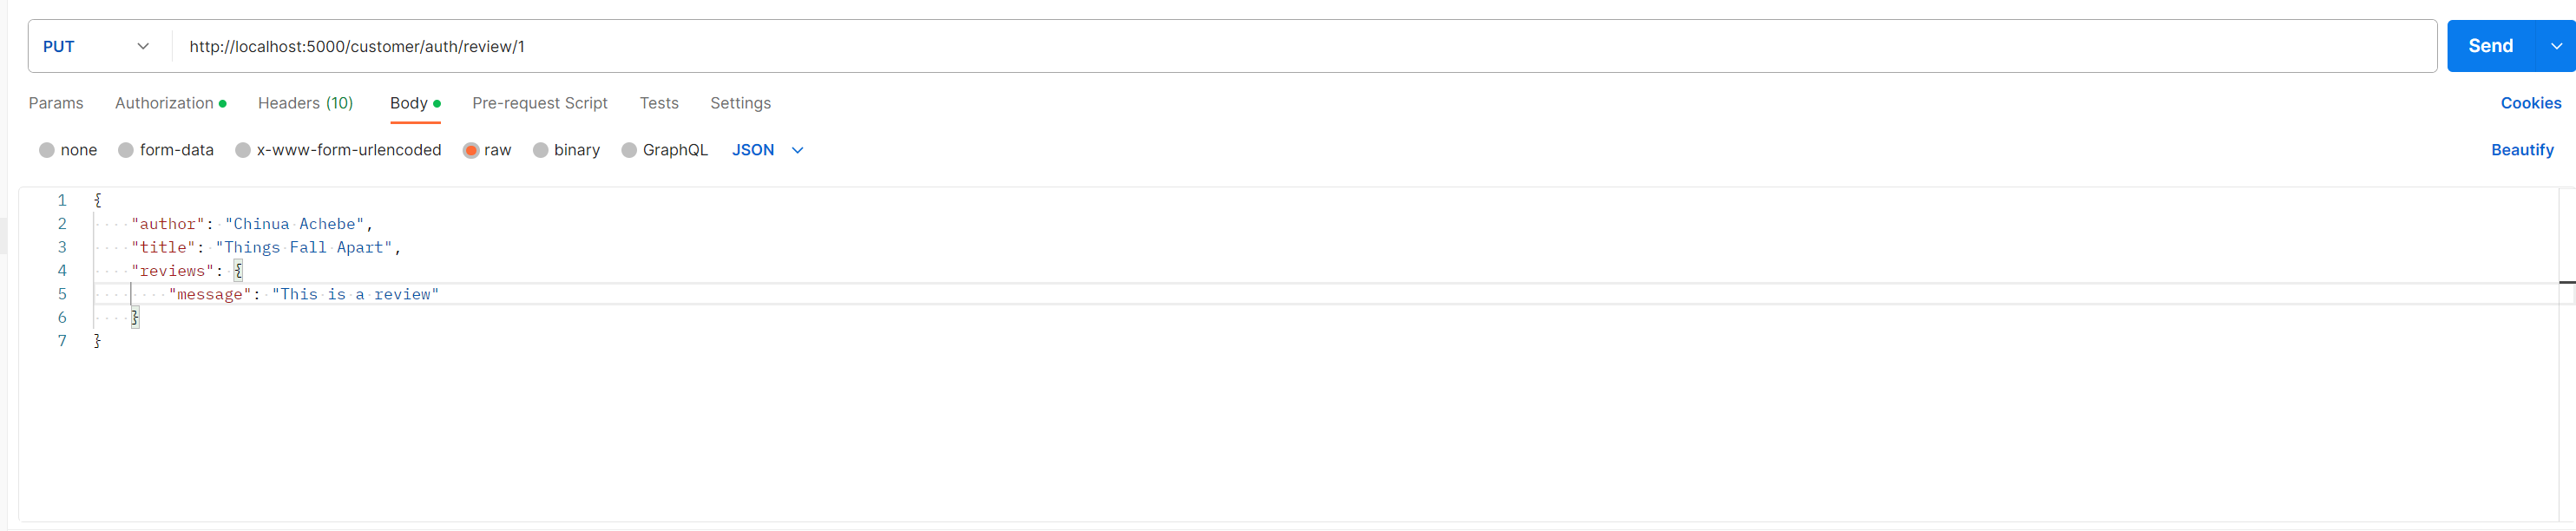 PUT http://localhost:5000/customer/auth/review/1 Send
Params Authorization Headers (10) Body Pre-request Script Tests Settings Cookies
none form-data x-www-form-urlencoded raw binary GraphQL JSON Beautify
1 {
2 "author": "Chinua Achebe",
3 "title": "Things Fall Apart",
4 "reviews": {
5 "message": "This is a review"
6 }
7 }